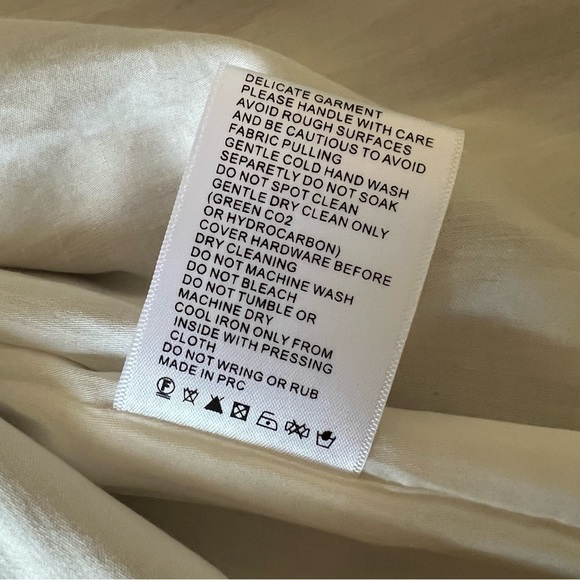 DELICATE GARMENT
PLEASE HANDLE WITH CARE
AVOID ROUGH SURFACES
AND BE CAUTIOUS TO AVOID
FABRIC PULLING
GENTLE COLD HAND WASH
SEPARETLY DO NOT SOAK
DO NOT SPOT CLEAN
GENTLE DRY CLEAN ONLY
(GREEN CO2
OR HYDROCARBON)
COVER HARDWARE BEFORE
DRY CLEANING
DO NOT MACHINE WASH
DO NOT BLEACH
DO NOT TUMBLE OR
MACHINE DRY
COOL IRON ONLY FROM
INSIDE WITH PRESSING
CLOTH
DO NOT WRING OR RUB
MADE IN PRC
F